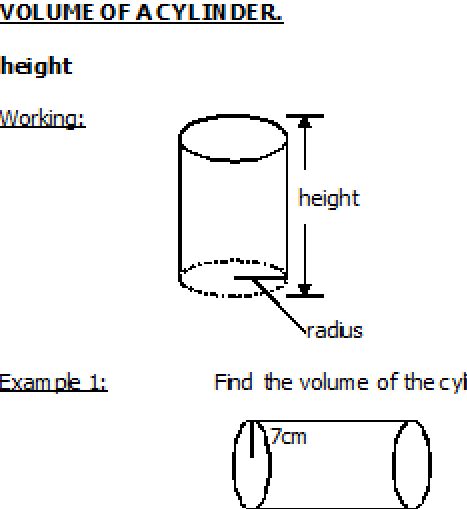 VOLUME OF A CYLINDER.
height
Working:
height
radius
Example 1:
Find the volume of the cyl
7cm